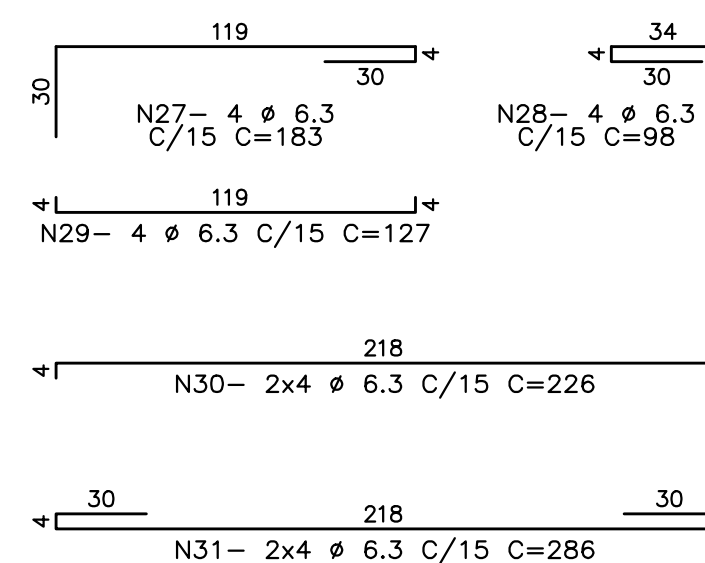 119
4
30
30
N27- 4 ø 6.3
C/15 C=183
34
4
30
N28- 4 ø 6.3
C/15 C=98
4
119
4
N29- 4 ø 6.3 C/15 C=127
218
4
N30- 2x4 ø 6.3 C/15 C=226
30
30
4
218
N31- 2x4 ø 6.3 C/15 C=286